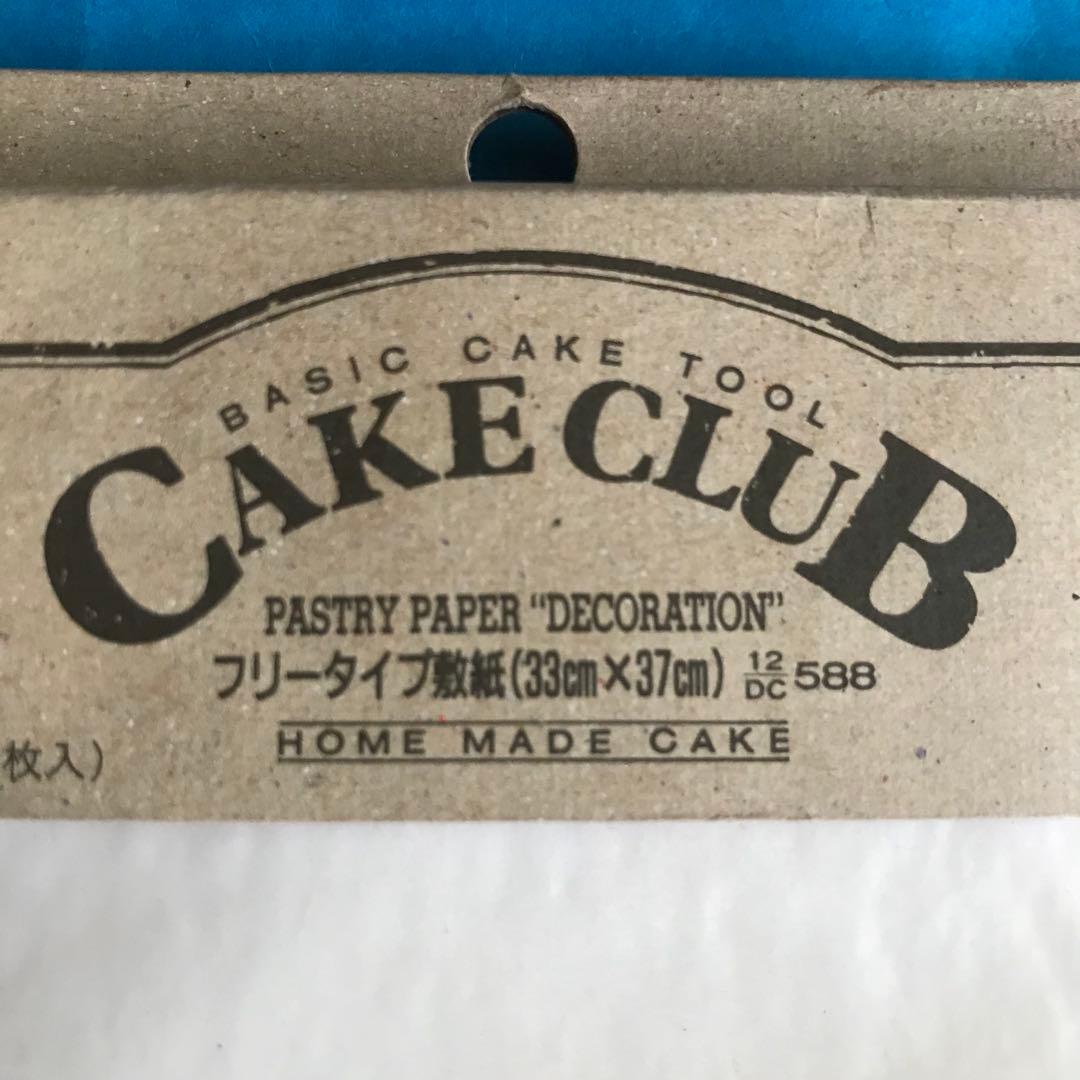 BASIC CAKE TOOL
CAKE CLUB
PASTRY PAPER "DECORATION"
フリータイプ敷紙(33cm×37cm) 12/DC 588
HOME MADE CAKE
枚入)